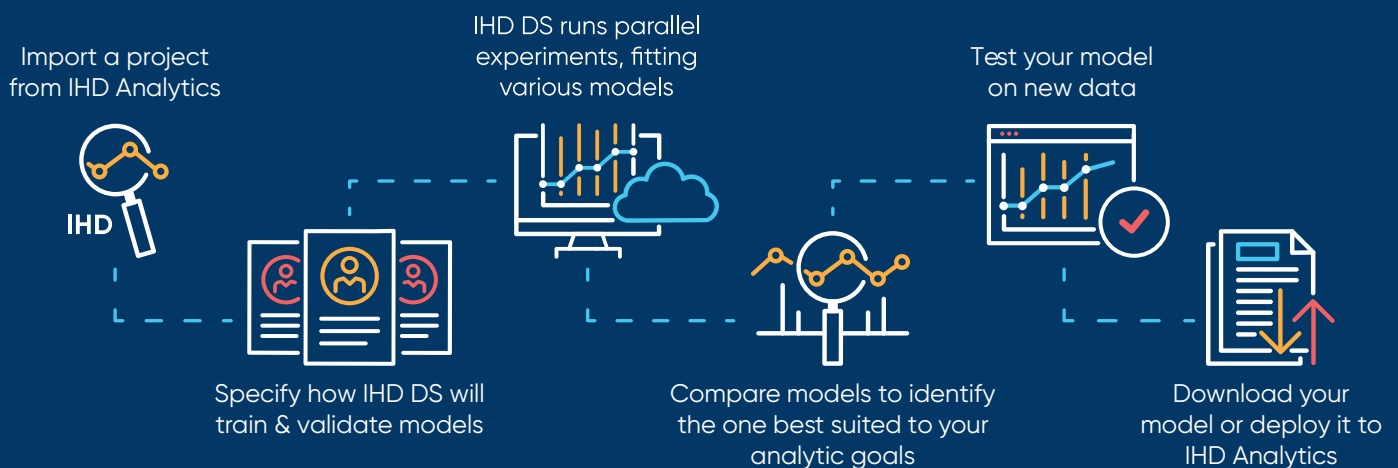 Import a project
from IHD Analytics
IHD
Specify how IHD DS will
train & validate models
IHD DS runs parallel
experiments, fitting
various models
Compare models to identify
the one best suited to your
analytic goals
Test your model
on new data
Download your
model or deploy it to
IHD Analytics